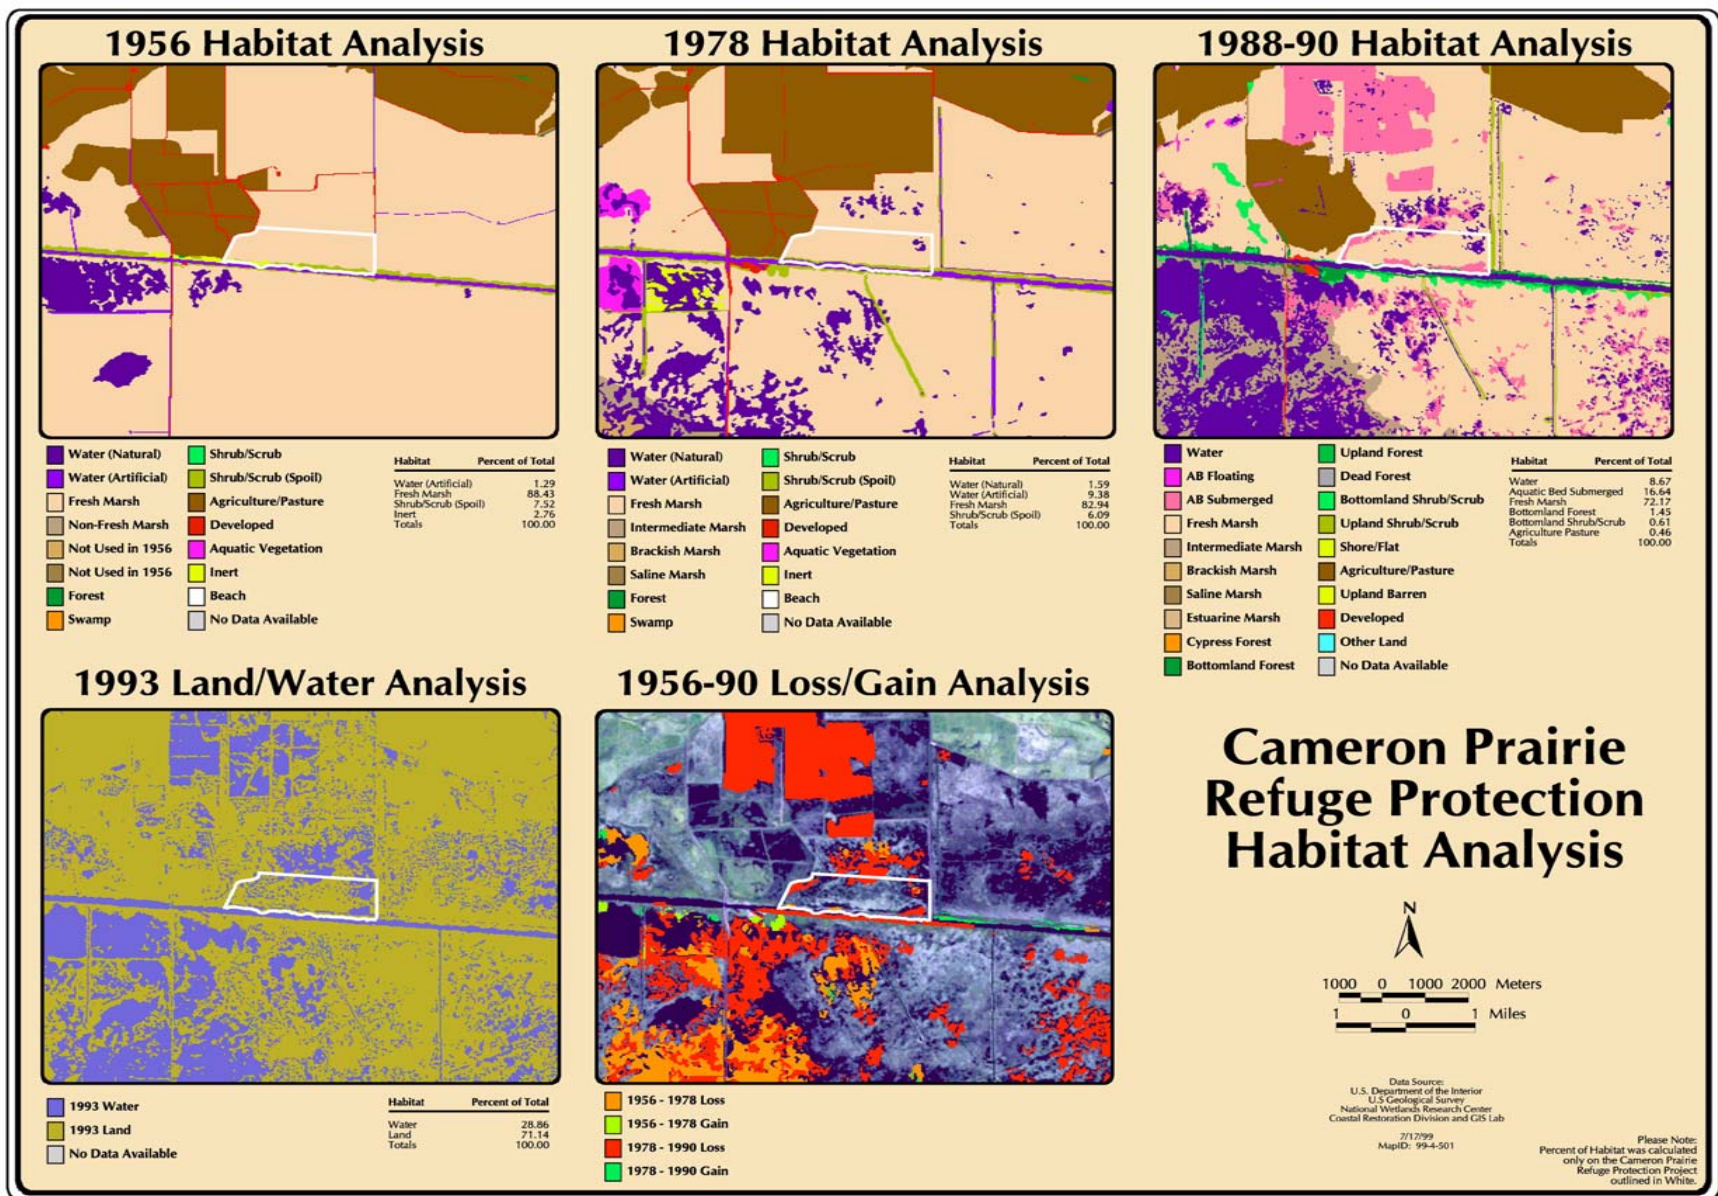 1956 Habitat Analysis
Water (Natural)
Water (Artificial)
Fresh Marsh
Non-Fresh Marsh
Not Used in 1956
Not Used in 1956
Forest
Swamp
Shrub/Scrub
Shrub/Scrub (Spoil)
Agriculture/Pasture
Developed
Aquatic Vegetation
Inert
Beach
No Data Available
Habitat Percent of Total
Water (Artificial) 1.29
Fresh Marsh 88.43
Shrub/Scrub (Spoil) 7.52
Inert 2.76
Totals 100.00
1978 Habitat Analysis
Water (Natural)
Water (Artificial)
Fresh Marsh
Intermediate Marsh
Brackish Marsh
Saline Marsh
Forest
Swamp
Shrub/Scrub
Shrub/Scrub (Spoil)
Agriculture/Pasture
Developed
Aquatic Vegetation
Inert
Beach
No Data Available
Habitat Percent of Total
Water (Natural) 1.59
Water (Artificial) 9.38
Fresh Marsh 82.94
Shrub/Scrub (Spoil) 6.09
Totals 100.00
1988-90 Habitat Analysis
Water
AB Floating
AB Submerged
Fresh Marsh
Intermediate Marsh
Brackish Marsh
Saline Marsh
Estuarine Marsh
Cypress Forest
Bottomland Forest
Upland Forest
Dead Forest
Bottomland Shrub/Scrub
Upland Shrub/Scrub
Shore/Flat
Agriculture/Pasture
Upland Barren
Developed
Other Land
No Data Available
Habitat Percent of Total
Water 8.67
Aquatic Bed Submerged 16.64
Fresh Marsh 72.17
Bottomland Forest 1.45
Bottomland Shrub/Scrub 0.61
Agriculture Pasture 0.46
Totals 100.00
1993 Land/Water Analysis
1993 Water
1993 Land
No Data Available
Habitat Percent of Total
Water 28.86
Land 71.14
Totals 100.00
1956-90 Loss/Gain Analysis
1956 - 1978 Loss
1956 - 1978 Gain
1978 - 1990 Loss
1978 - 1990 Gain
Cameron Prairie
Refuge Protection
Habitat Analysis
N
1000 0 1000 2000 Meters
1 0 1 Miles
Data Source:
U.S. Department of the Interior
U.S Geological Survey
National Wetlands Research Center
Coastal Restoration Division and GIS Lab
7/17/99
MapID: 99-4-501
Please Note:
Percent of Habitat was calculated
only on the Cameron Prairie
Refuge Protection Project
outlined in White.